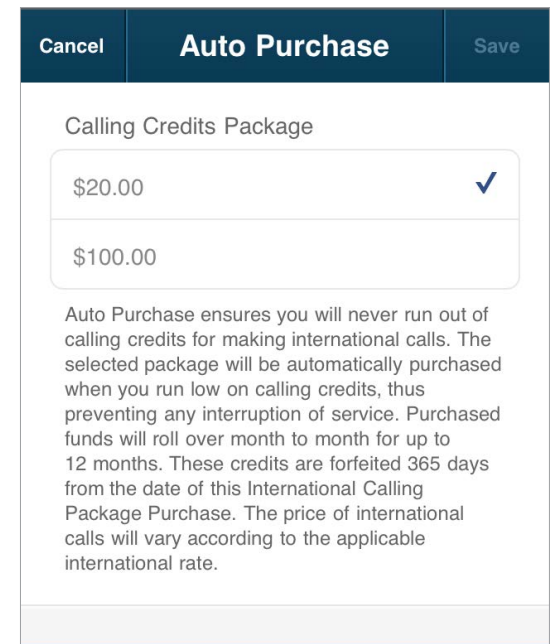 Cancel Auto Purchase Save
Calling Credits Package
$20.00
$100.00
Auto Purchase ensures you will never run out of
calling credits for making international calls. The
selected package will be automatically purchased
when you run low on calling credits, thus
preventing any interruption of service. Purchased
funds will roll over month to month for up to
12 months. These credits are forfeited 365 days
from the date of this International Calling
Package Purchase. The price of international
calls will vary according to the applicable
international rate.